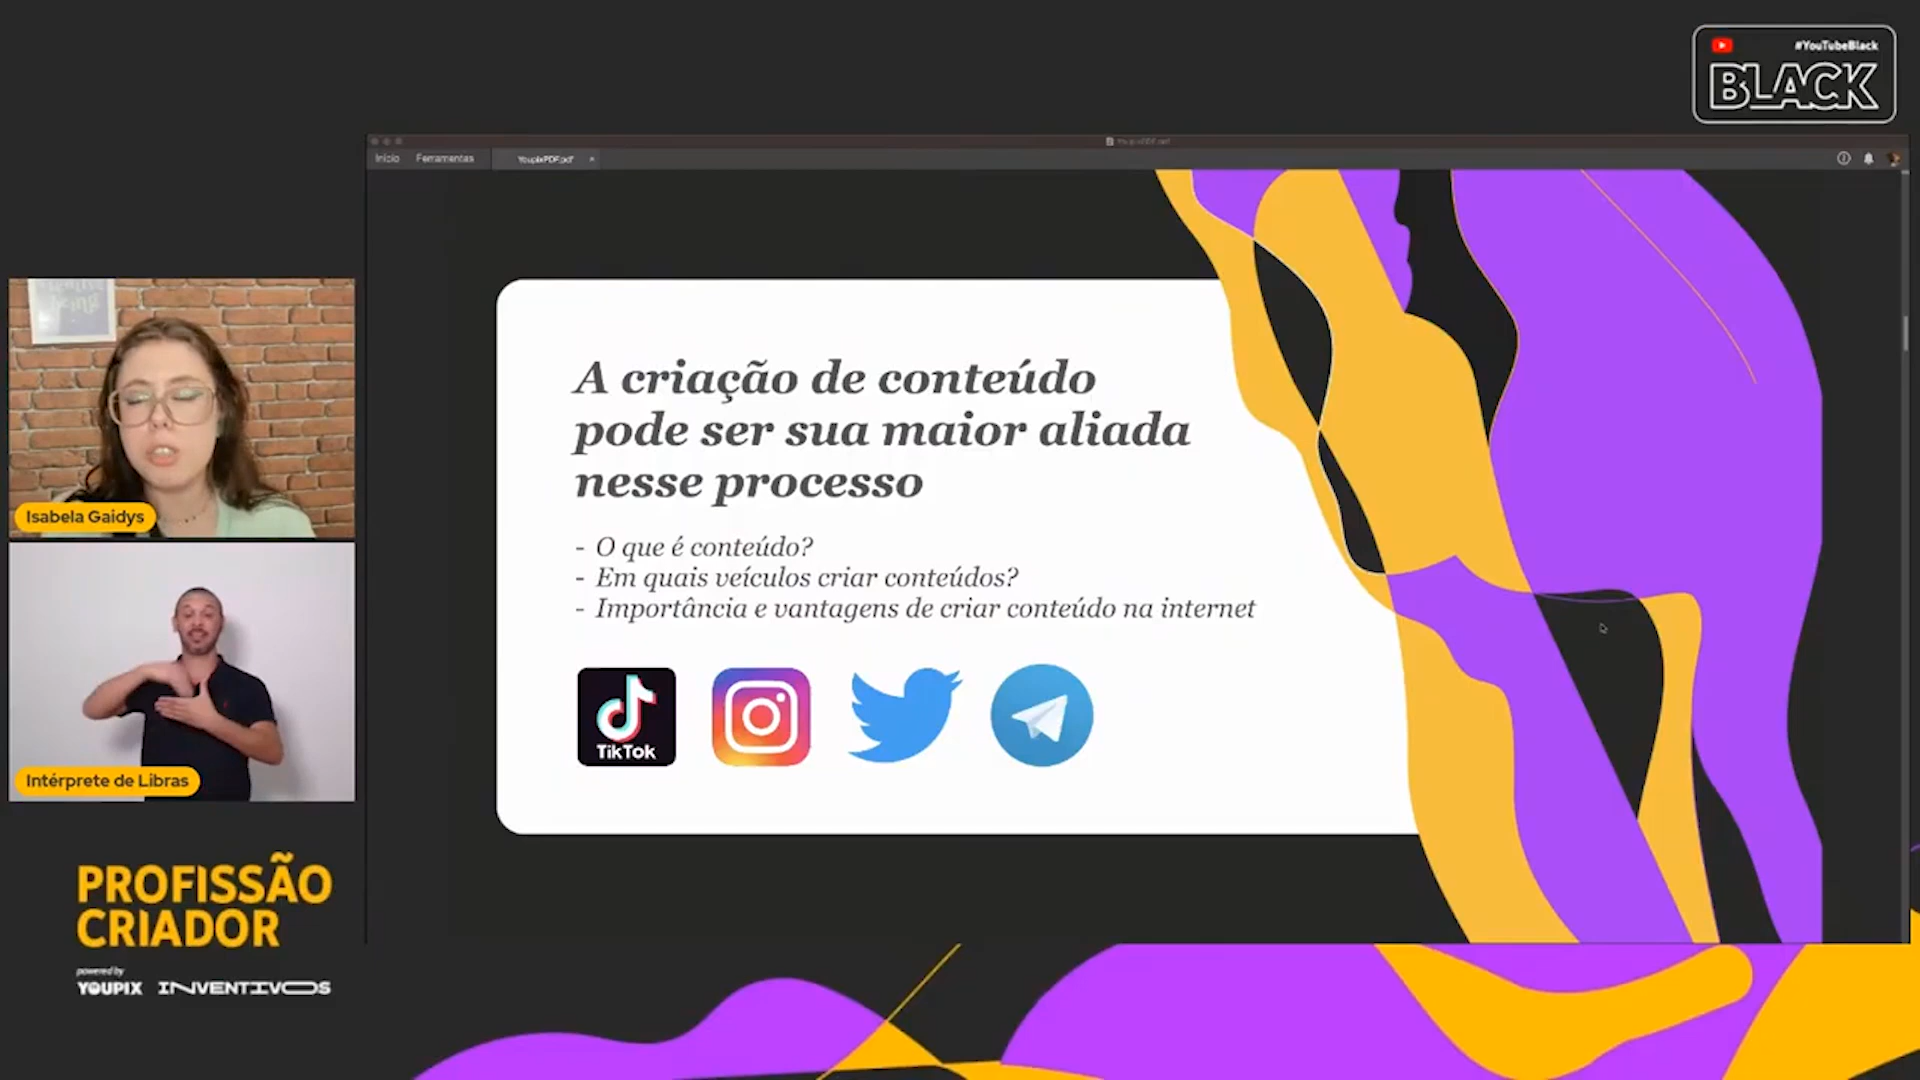 #YouTubeBlack
BLACK
Início Ferramentas YoupixPDF.pdf ×
A criação de conteúdo
pode ser sua maior aliada
nesse processo
- O que é conteúdo?
- Em quais veículos criar conteúdos?
- Importância e vantagens de criar conteúdo na internet
TikTok
Isabela Gaidys
Intérprete de Libras
PROFISSÃO
CRIADOR
powered by
YOUPIX INVENTIVOS